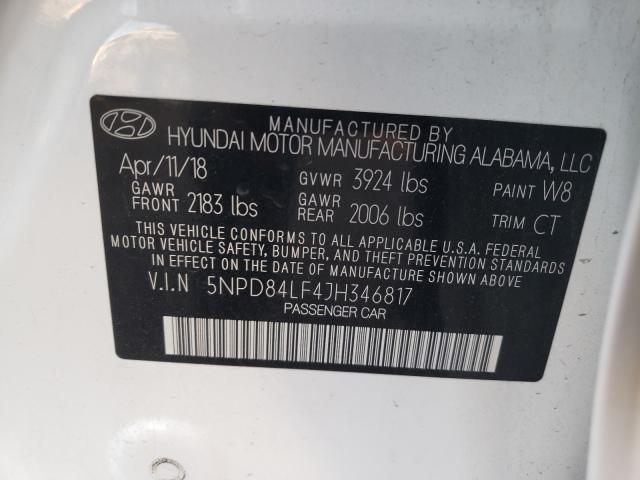 MANUFACTURED BY
HYUNDAI MOTOR MANUFACTURING ALABAMA, LLC
Apr/11/18 GVWR 3924 lbs PAINT W8
GAWR FRONT 2183 lbs GAWR REAR 2006 lbs TRIM CT
THIS VEHICLE CONFORMS TO ALL APPLICABLE U.S.A. FEDERAL
MOTOR VEHICLE SAFETY, BUMPER, AND THEFT PREVENTION STANDARDS
IN EFFECT ON THE DATE OF MANUFACTURE SHOWN ABOVE
V.I.N 5NPD84LF4JH346817
PASSENGER CAR